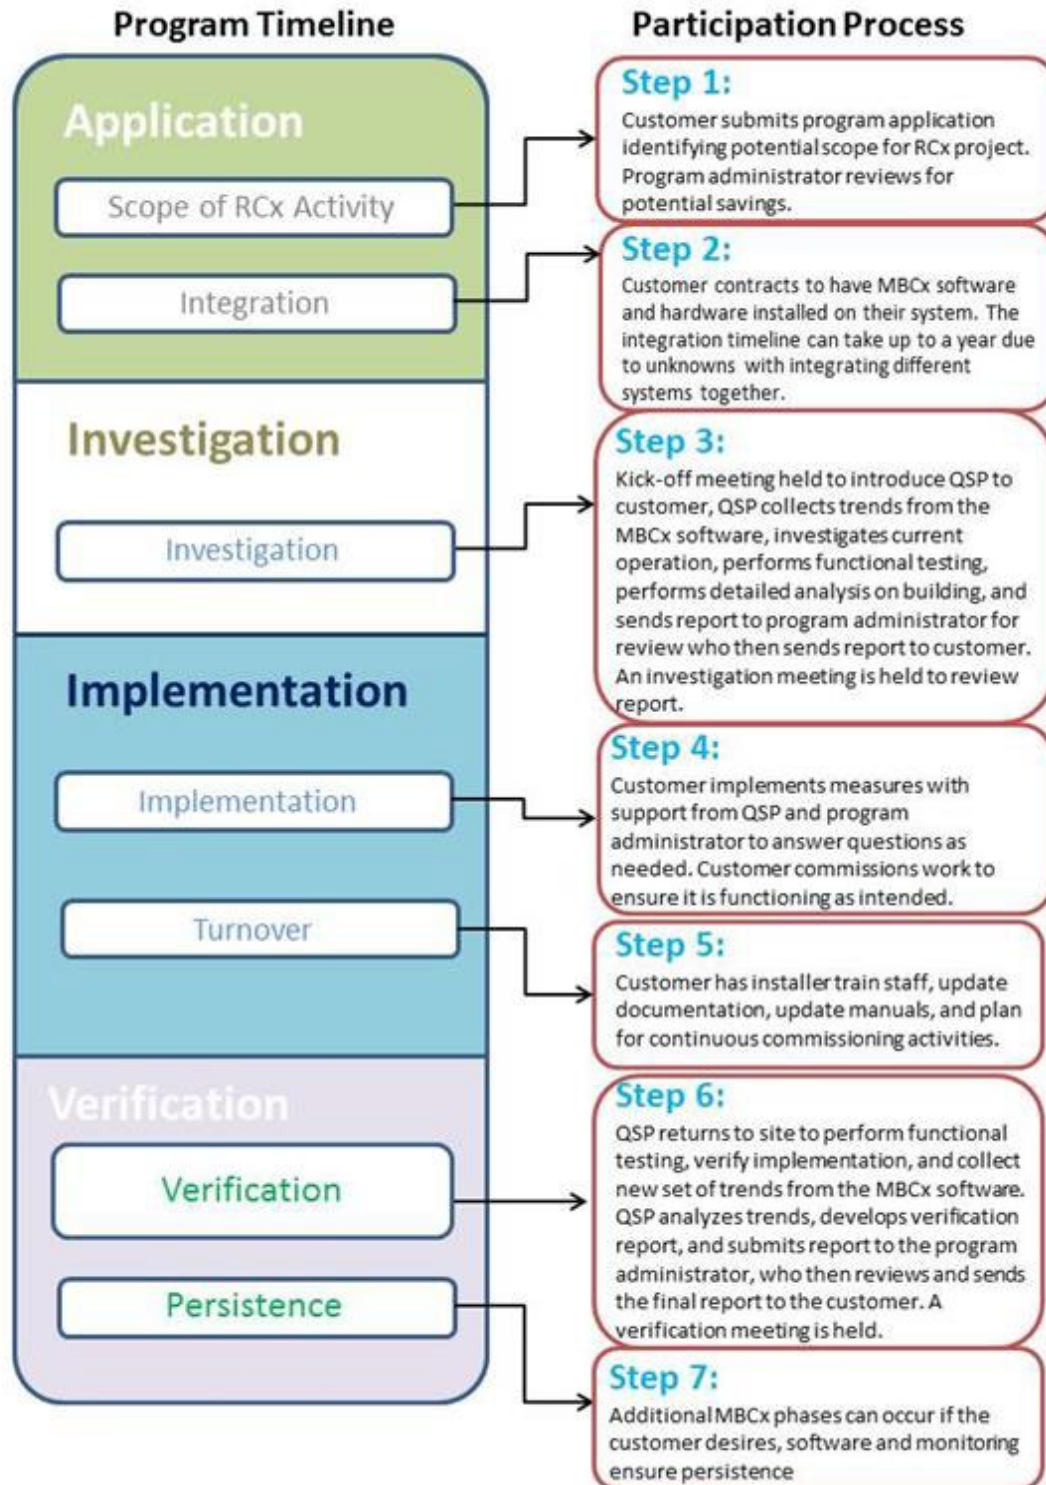 Program Timeline
Participation Process
Application
Scope of RCx Activity
Integration
Investigation
Investigation
Implementation
Implementation
Turnover
Verification
Verification
Persistence
Step 1:
Customer submits program application
identifying potential scope for RCx project.
Program administrator reviews for
potential savings.
Step 2:
Customer contracts to have MBCx software
and hardware installed on their system. The
integration timeline can take up to a year due
to unknowns with integrating different
systems together.
Step 3:
Kick-off meeting held to introduce QSP to
customer, QSP collects trends from the
MBCx software, investigates current
operation, performs functional testing,
performs detailed analysis on building, and
sends report to program administrator for
review who then sends report to customer.
An investigation meeting is held to review
report.
Step 4:
Customer implements measures with
support from QSP and program
administrator to answer questions as
needed. Customer commissions work to
ensure it is functioning as intended.
Step 5:
Customer has installer train staff, update
documentation, update manuals, and plan
for continuous commissioning activities.
Step 6:
QSP returns to site to perform functional
testing, verify implementation, and collect
new set of trends from the MBCx software.
QSP analyzes trends, develops verification
report, and submits report to the program
administrator, who then reviews and sends
the final report to the customer. A
verification meeting is held.
Step 7:
Additional MBCx phases can occur if the
customer desires, software and monitoring
ensure persistence